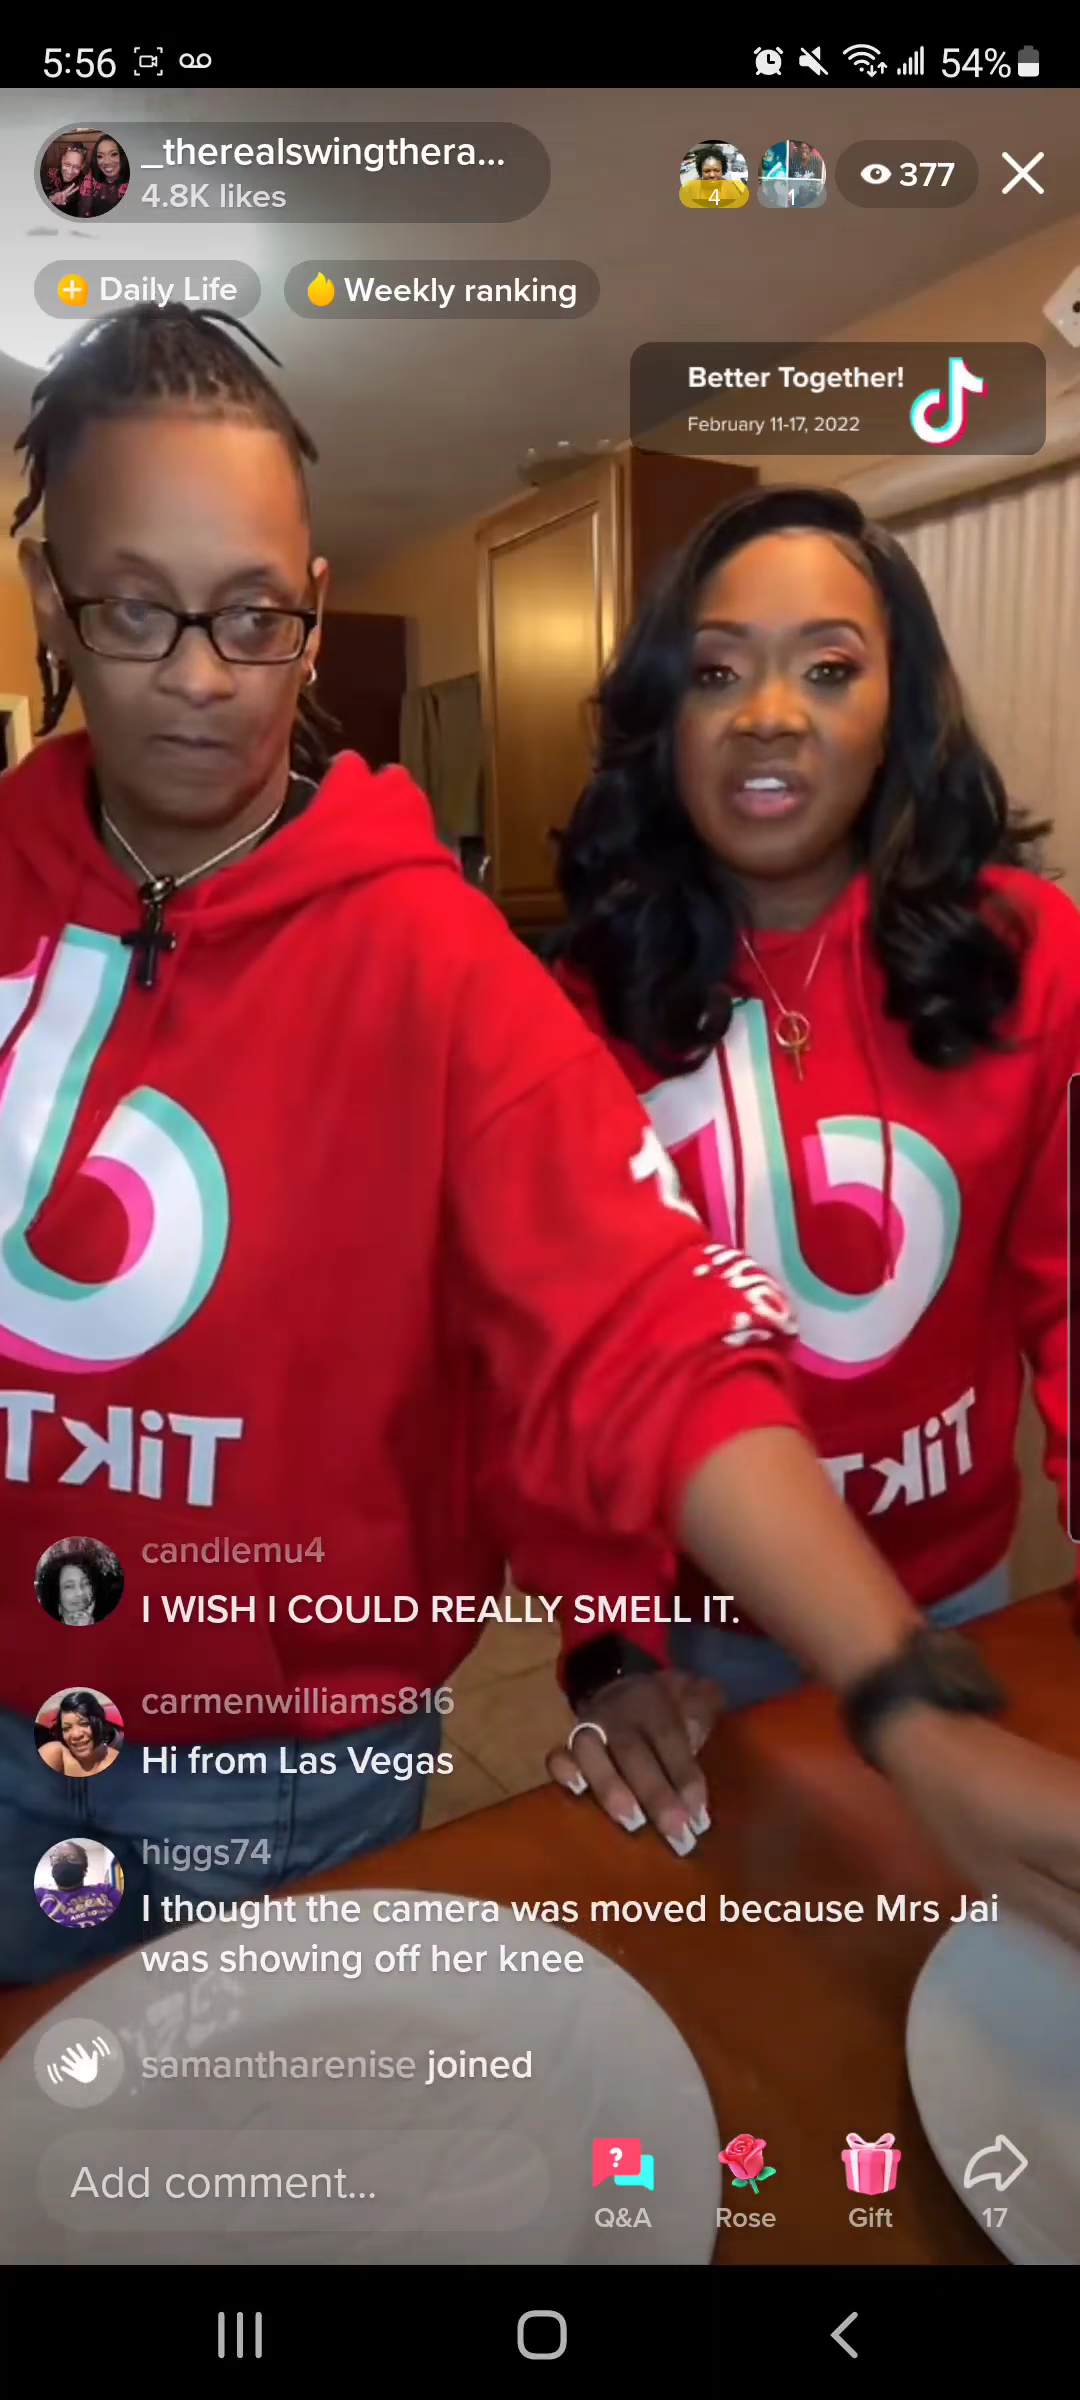 5:56
54%
_therealswingthera...
4.8K likes
4
1
377
Daily Life
Weekly ranking
Better Together!
February 11-17, 2022
TikT
TikT
candlemu4
I WISH I COULD REALLY SMELL IT.
carmenwilliams816
Hi from Las Vegas
higgs74
I thought the camera was moved because Mrs Jai
was showing off her knee
samantharenise joined
Add comment...
?
Q&A
Rose
Gift
17